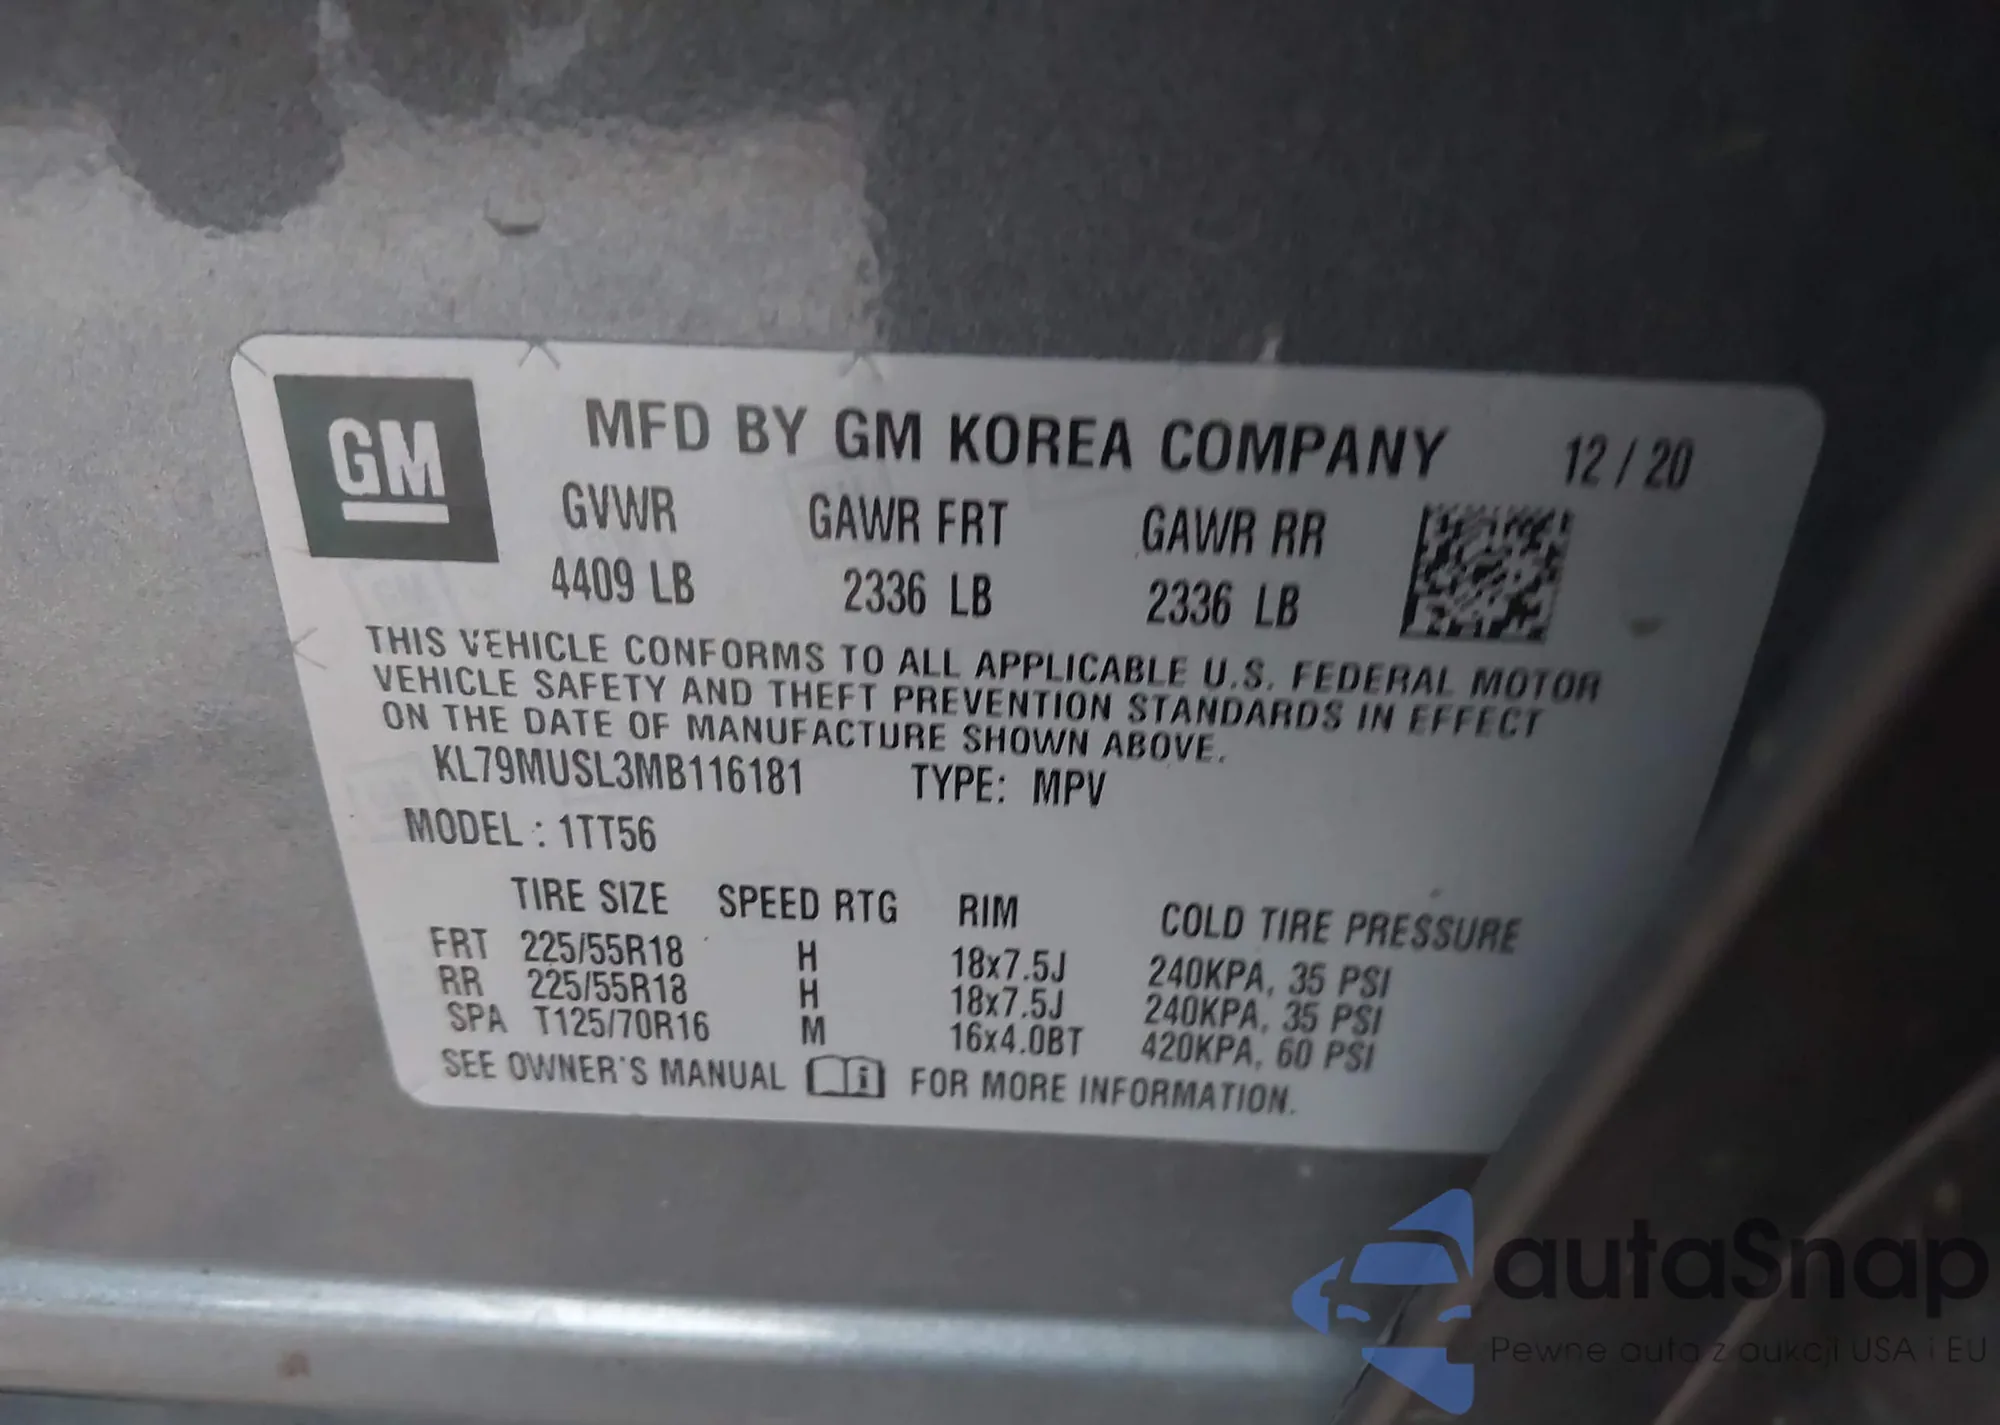 GM
MFD BY GM KOREA COMPANY 12 / 20
GVWR GAWR FRT GAWR RR
4409 LB 2336 LB 2336 LB
THIS VEHICLE CONFORMS TO ALL APPLICABLE U.S. FEDERAL MOTOR
VEHICLE SAFETY AND THEFT PREVENTION STANDARDS IN EFFECT
ON THE DATE OF MANUFACTURE SHOWN ABOVE.
KL79MUSL3MB116181 TYPE: MPV
MODEL : 1TT56
TIRE SIZE SPEED RTG RIM COLD TIRE PRESSURE
FRT 225/55R18 H 18x7.5J 240KPA, 35 PSI
RR 225/55R18 H 18x7.5J 240KPA, 35 PSI
SPA T125/70R16 M 16x4.0BT 420KPA, 60 PSI
SEE OWNER'S MANUAL i FOR MORE INFORMATION.
autaSnap
Pewne auta z aukcji USA i EU